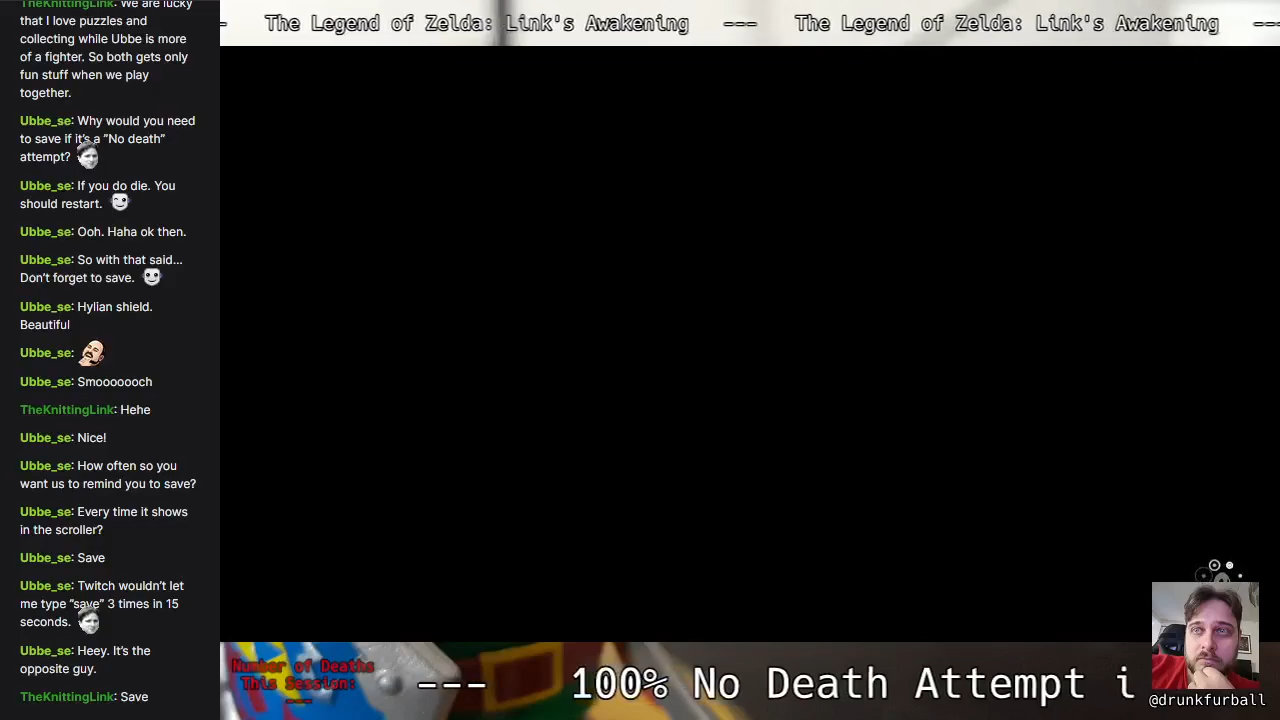 TheKnittingLink: We are lucky
that I love puzzles and
collecting while Ubbe is more
of a fighter. So both gets only
fun stuff when we play
together.
Ubbe_se: Why would you need
to save if it's a "No death"
attempt?
Ubbe_se: If you do die. You
should restart.
Ubbe_se: Ooh. Haha ok then.
Ubbe_se: So with that said...
Don't forget to save.
Ubbe_se: Hylian shield.
Beautiful
Ubbe_se:
Ubbe_se: Smooooooch
TheKnittingLink: Hehe
Ubbe_se: Nice!
Ubbe_se: How often so you
want us to remind you to save?
Ubbe_se: Every time it shows
in the scroller?
Ubbe_se: Save
Ubbe_se: Twitch wouldn't let
me type "save" 3 times in 15
seconds.
Ubbe_se: Heey. It's the
opposite guy.
TheKnittingLink: Save
- The Legend of Zelda: Link's Awakening --- The Legend of Zelda: Link's Awakening ---
Number of Deaths
This Session:
---
--- 100% No Death Attempt i
@drunkfurball